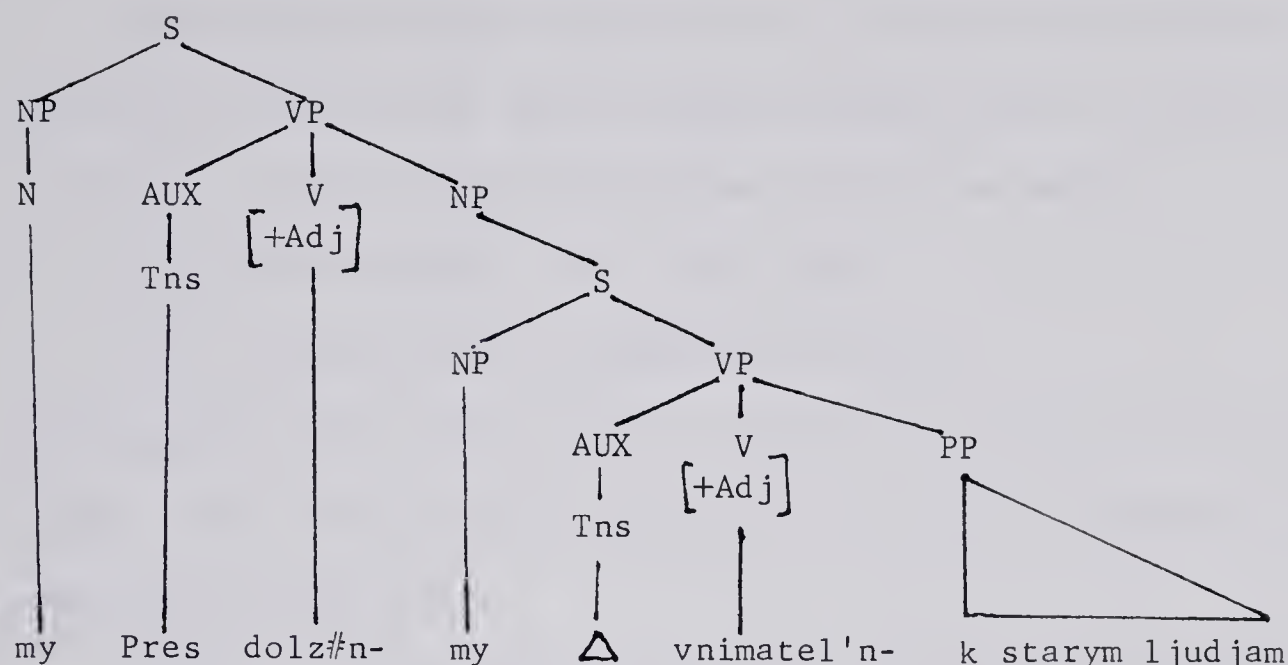 S
NP VP
N AUX V NP
[+Adj]
Tns S
NP VP
AUX V PP
[+Adj]
Tns
my Pres dolz#n- my △ vnimatel'n- k starym ljudjam